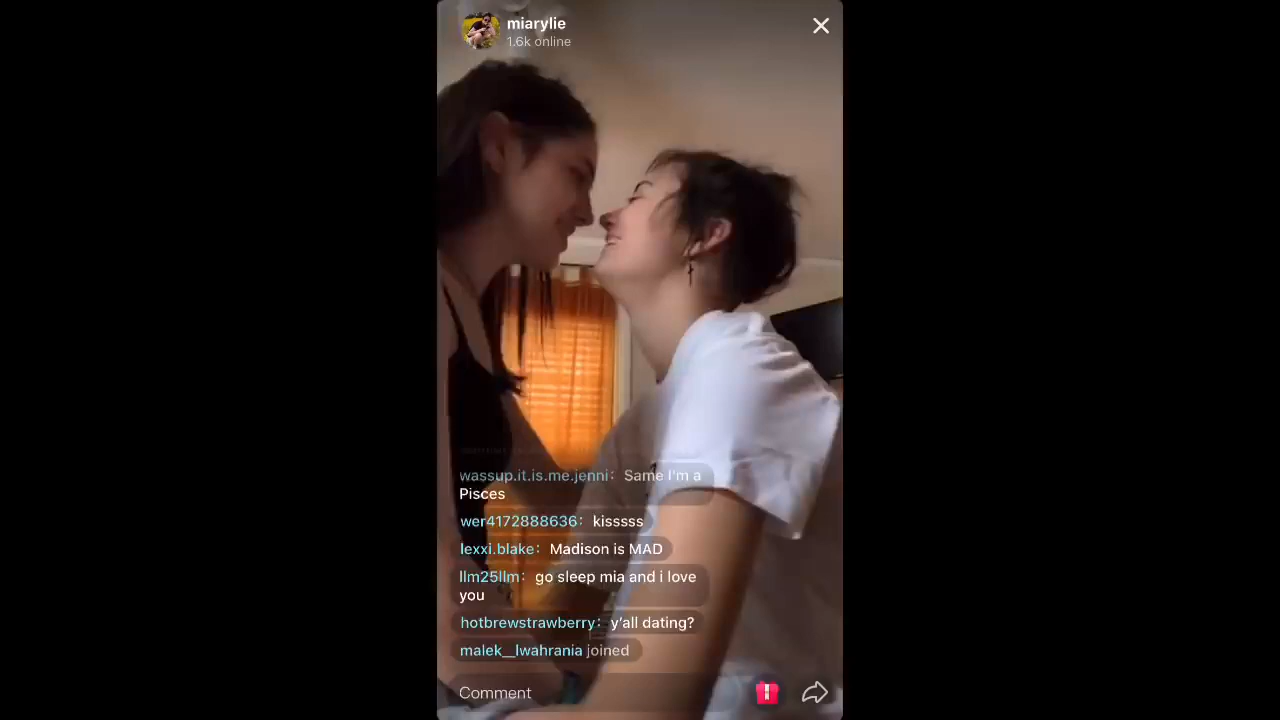 miarylie
1.6k online
wassup.it.is.me.jenni: Same I'm a
Pisces
wer4172888636: kisssss
lexxi.blake: Madison is MAD
llm25llm: go sleep mia and i love
you
hotbrewstrawberry: y'all dating?
malek__lwahrania joined
Comment